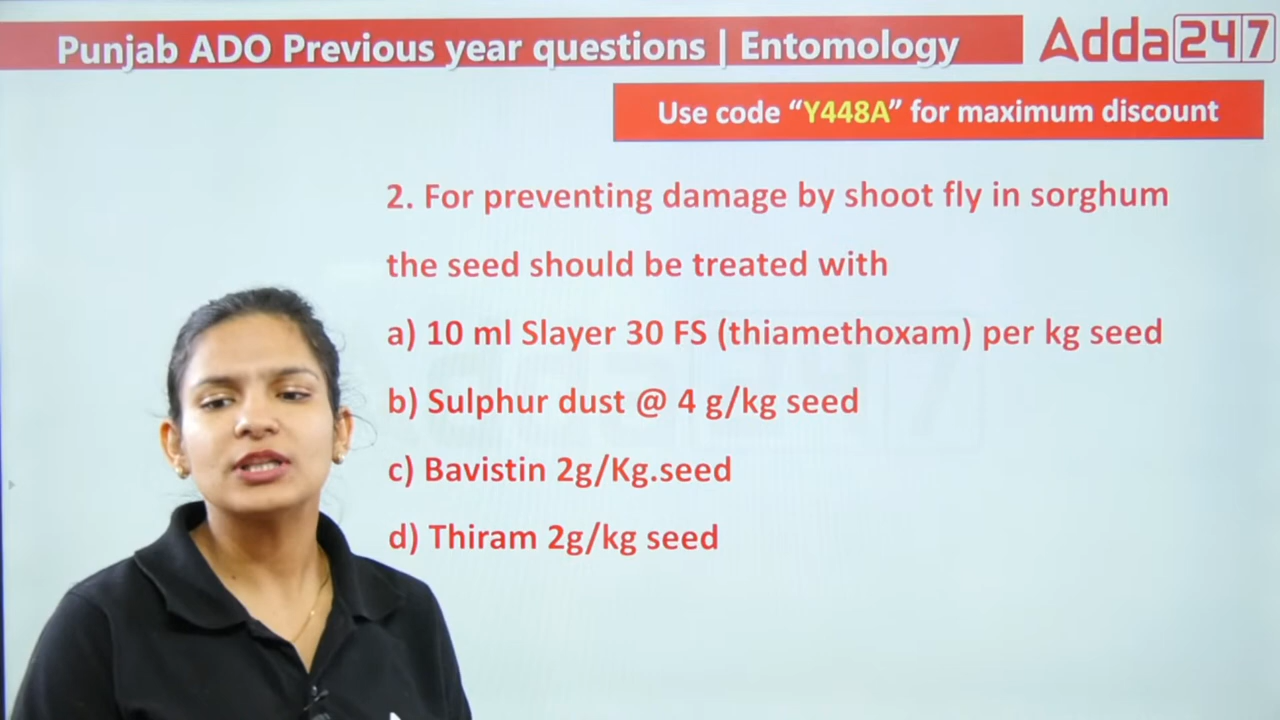 Punjab ADO Previous year questions | Entomology
Adda247
Use code “Y448A” for maximum discount
2. For preventing damage by shoot fly in sorghum
the seed should be treated with
a) 10 ml Slayer 30 FS (thiamethoxam) per kg seed
b) Sulphur dust @ 4 g/kg seed
c) Bavistin 2g/Kg.seed
d) Thiram 2g/kg seed